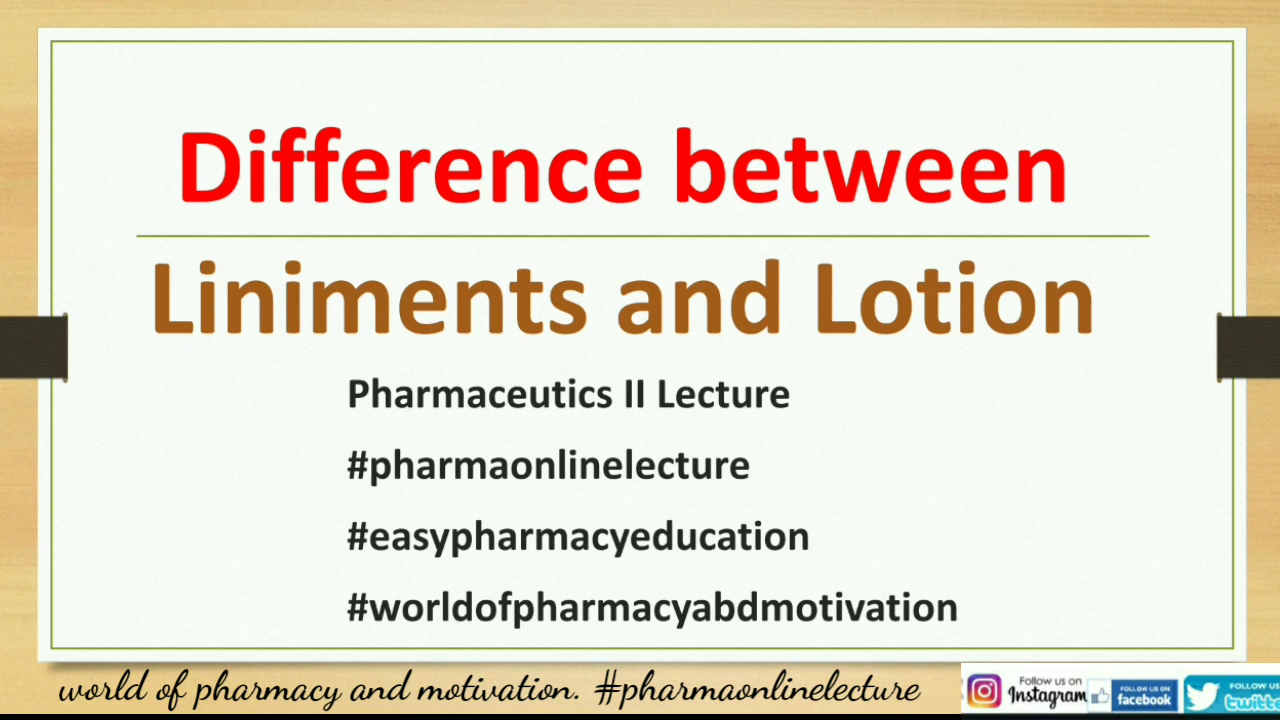 Difference between
Liniments and Lotion
Pharmaceutics II Lecture
#pharmaonlinelecture
#easypharmacyeducation
#worldofpharmacyabdmotivation
world of pharmacy and motivation. #pharmaonlinelecture
Follow us on
Instagram
FOLLOW US ON
facebook
FOLLOW US
twitte